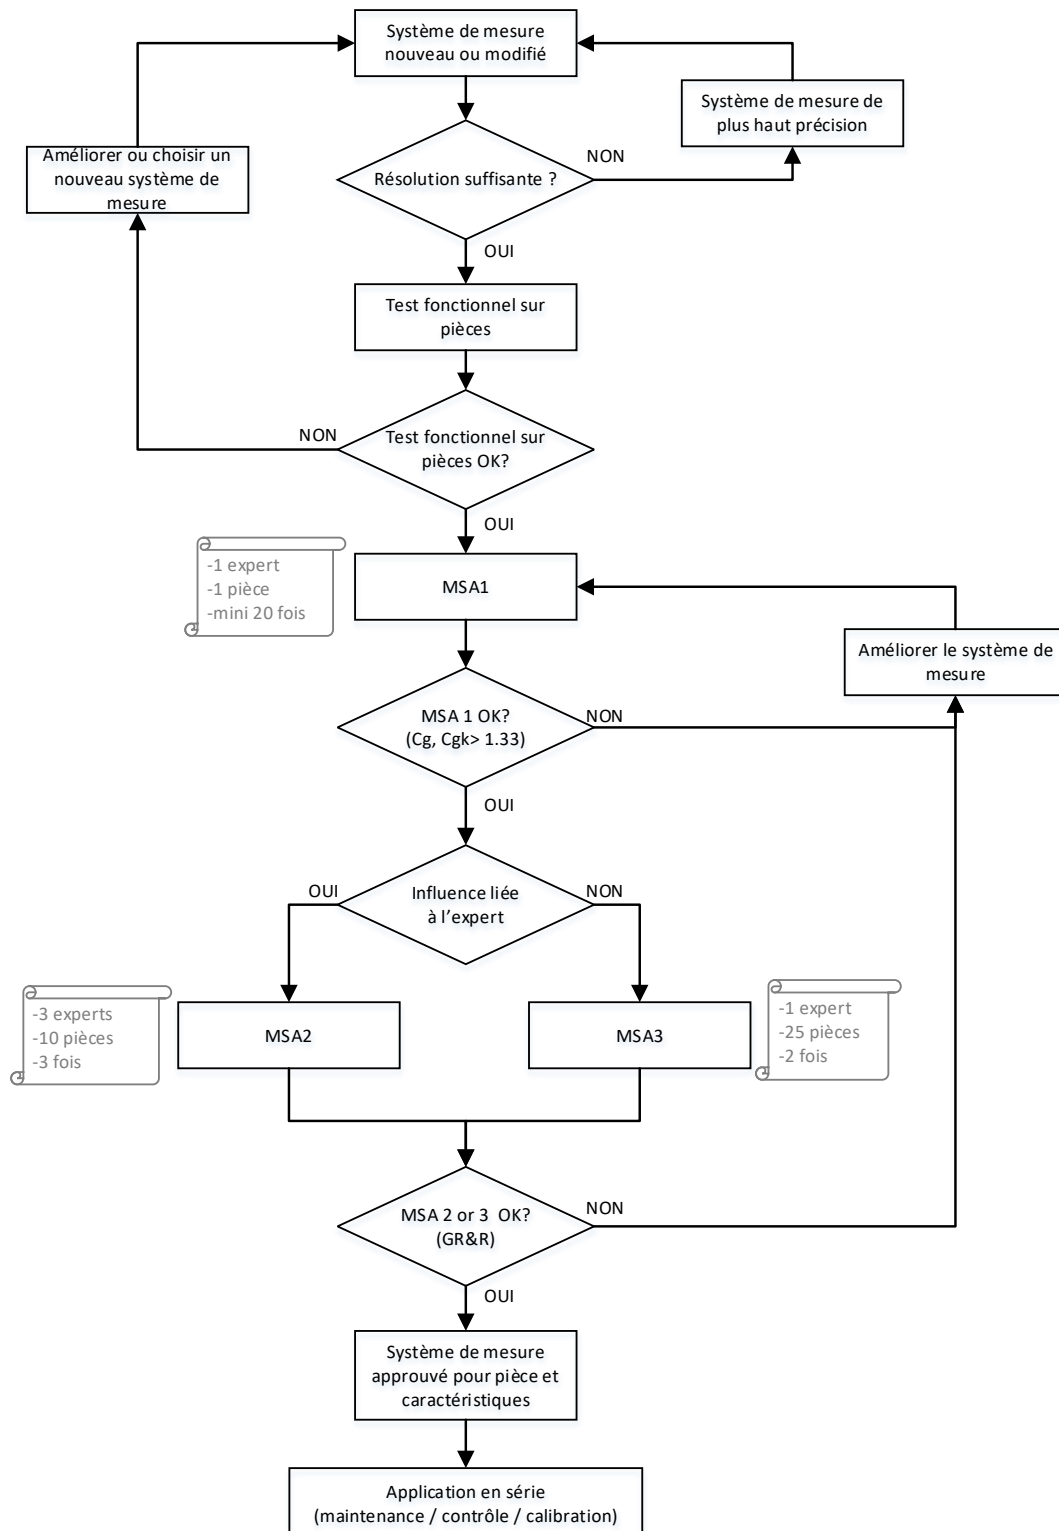 Système de mesure
nouveau ou modifié
Système de mesure de
plus haut précision
Améliorer ou choisir un
nouveau système de
mesure
NON
Résolution suffisante ?
OUI
Test fonctionnel sur
pièces
NON
Test fonctionnel sur
pièces OK?
OUI
-1 expert
-1 pièce
-mini 20 fois
MSA1
Améliorer le système de
mesure
MSA 1 OK?
(Cg, Cgk> 1.33)
NON
OUI
OUI
Influence liée
à l’expert
NON
-3 experts
-10 pièces
-3 fois
MSA2
MSA3
-1 expert
-25 pièces
-2 fois
MSA 2 or 3 OK?
(GR&R)
NON
OUI
Système de mesure
approuvé pour pièce et
caractéristiques
Application en série
(maintenance / contrôle / calibration)